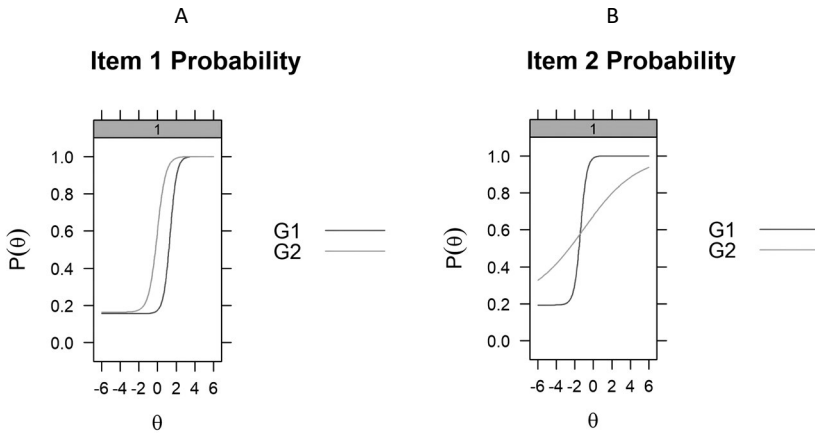 A
Item 1 Probability
1
1.0
0.8
0.6
0.4
0.2
0.0
P(θ)
-6 -4 -2 0 2 4 6
θ
G1
G2
B
Item 2 Probability
1
1.0
0.8
0.6
0.4
0.2
0.0
P(θ)
-6 -4 -2 0 2 4 6
θ
G1
G2